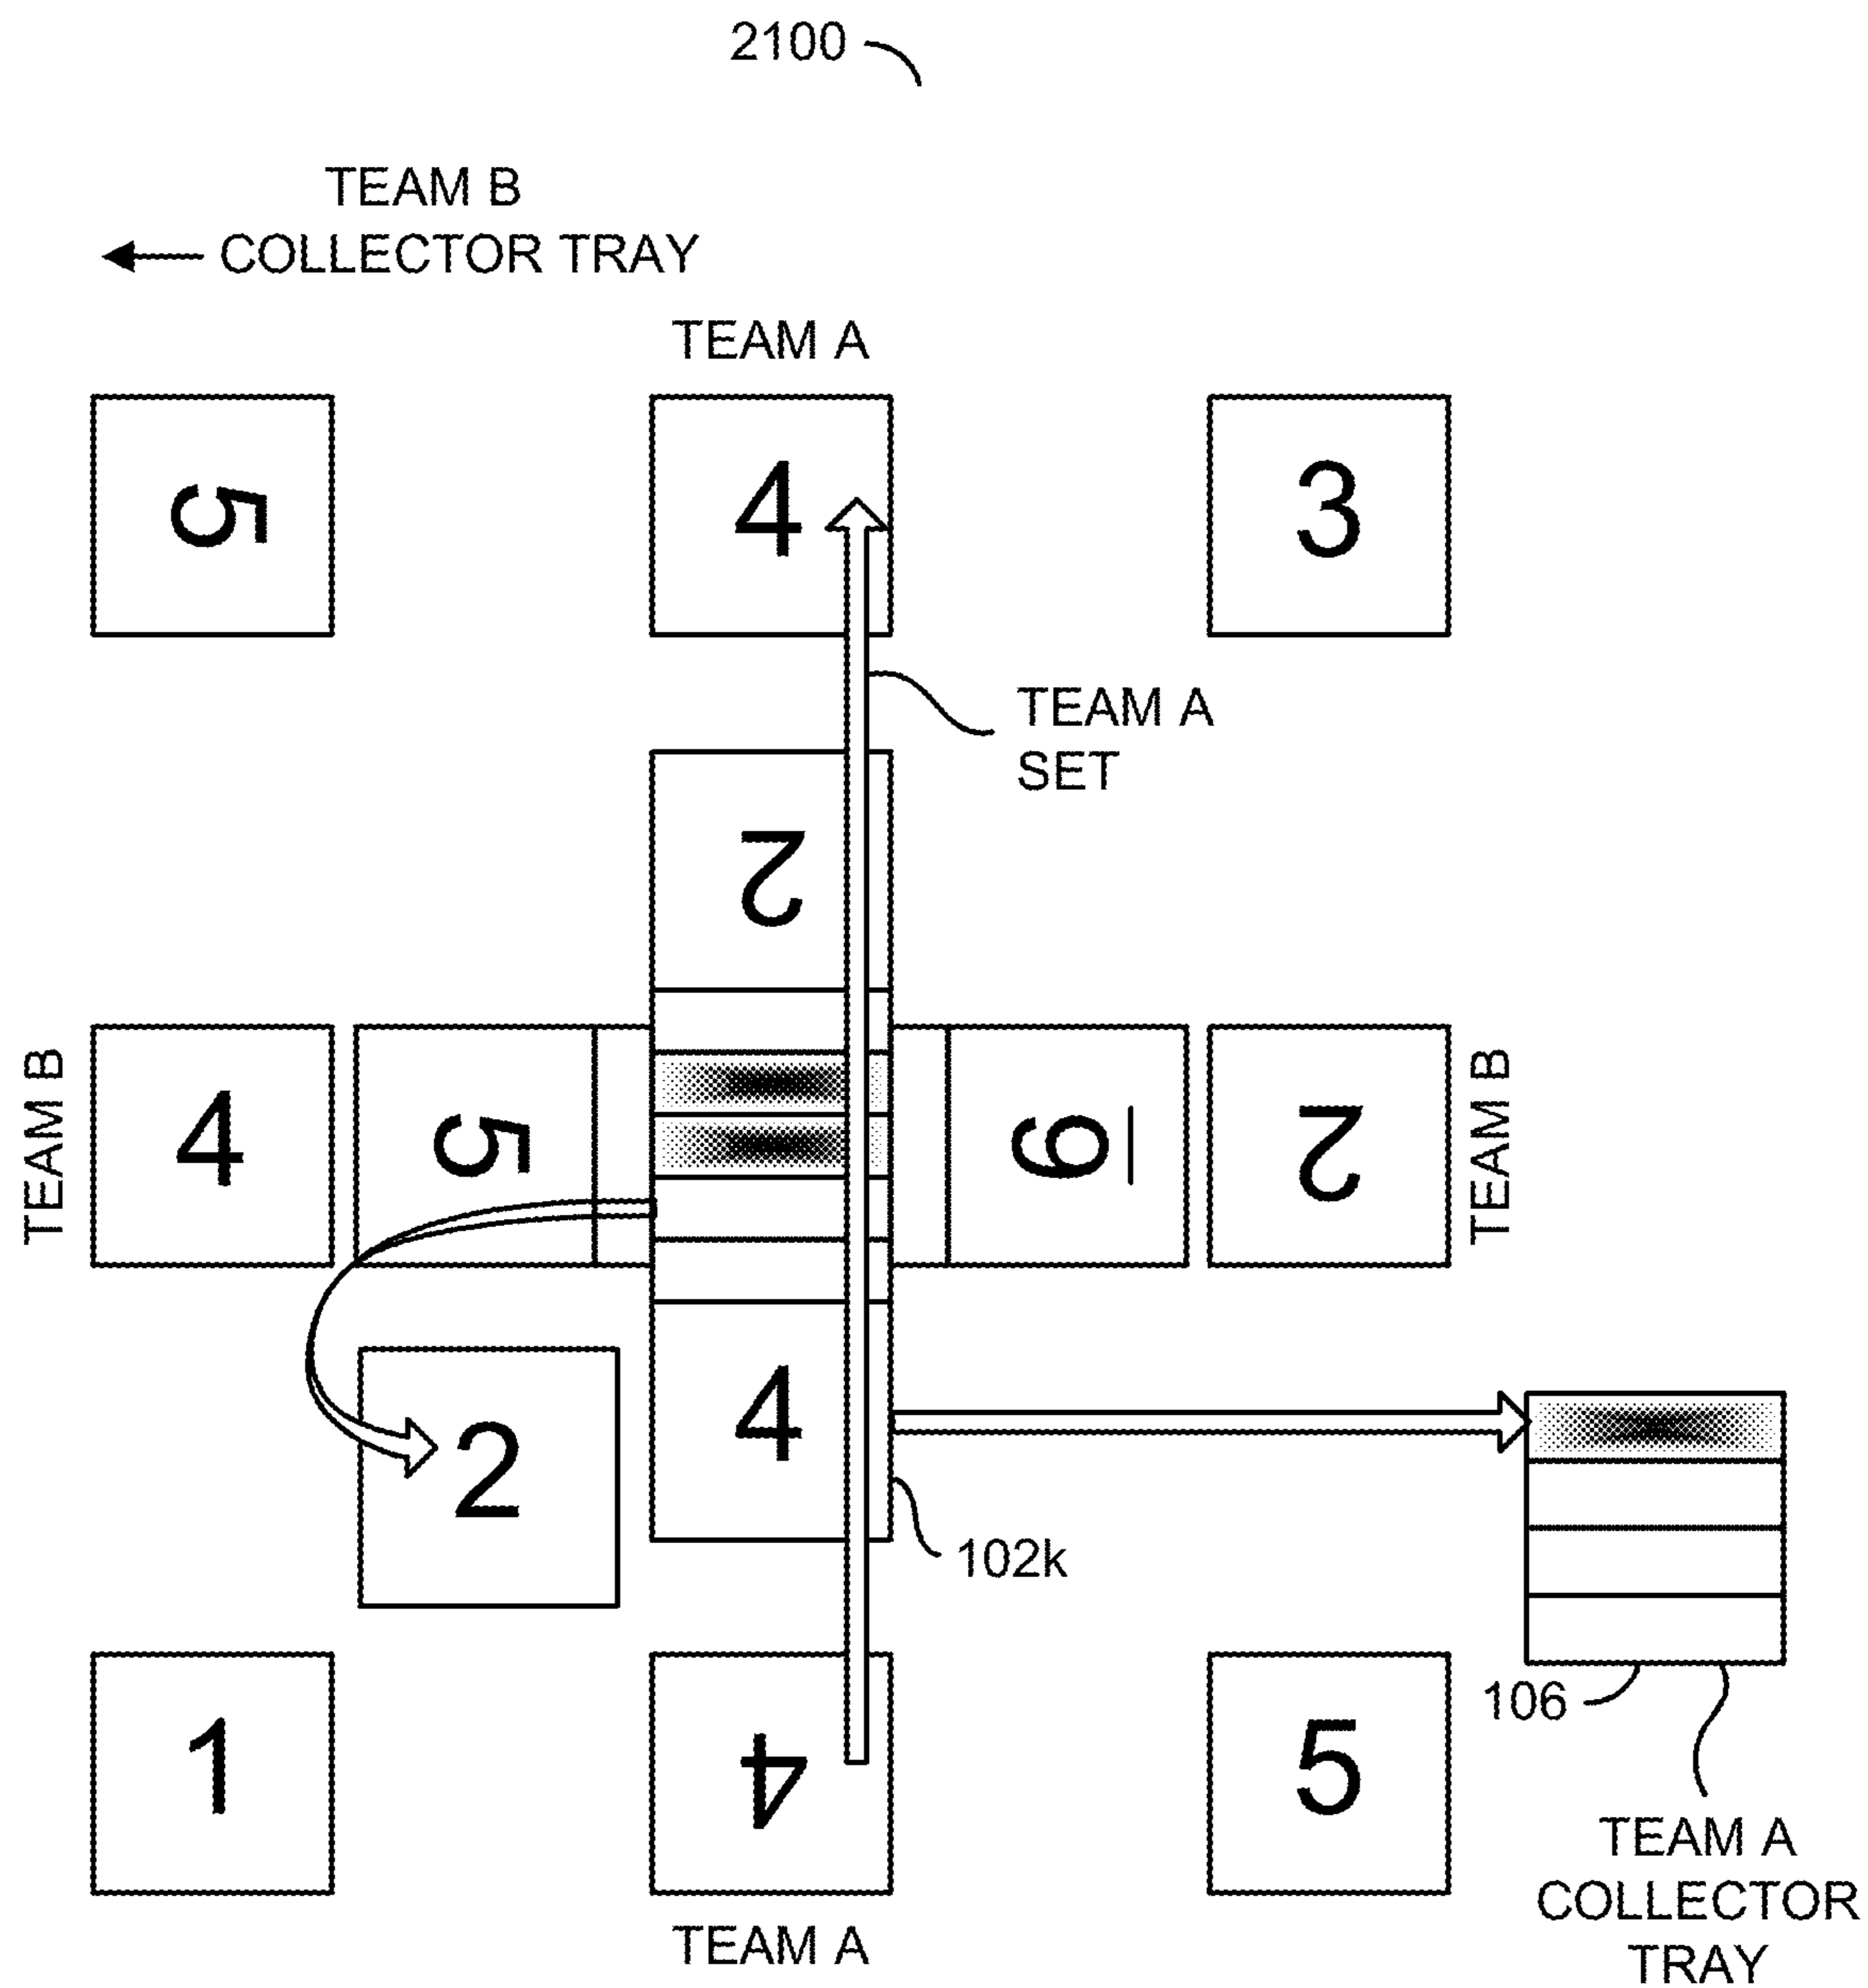 2100
TEAM B
COLLECTOR TRAY
TEAM A
5
4
3
TEAM A
SET
2
TEAM B
4
5
9
2
TEAM B
2
4
102k
106
1
4
5
TEAM A
COLLECTOR
TRAY
TEAM A